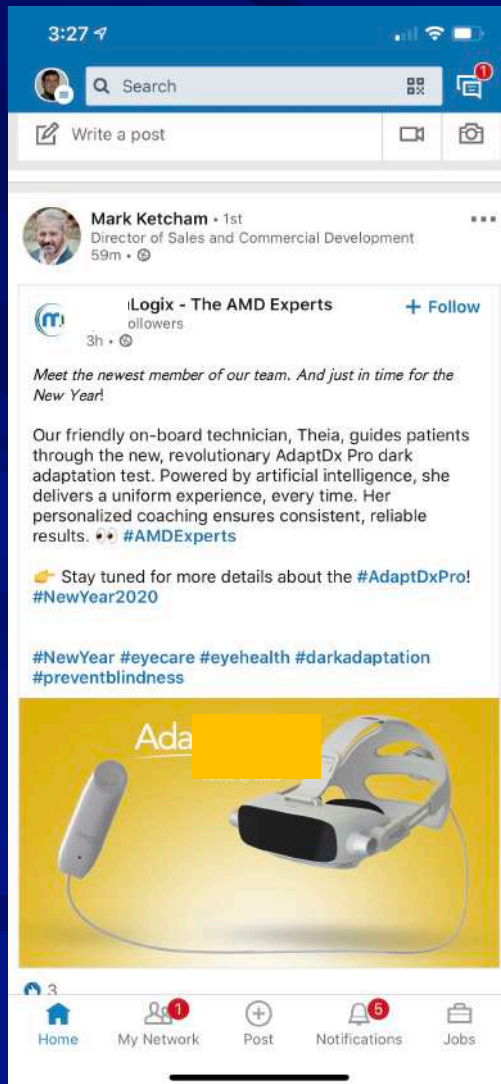 3:27
Search
1
Write a post
Mark Ketcham • 1st
Director of Sales and Commercial Development
59m •
Logix - The AMD Experts
+ Follow
ollowers
3h •
Meet the newest member of our team. And just in time for the
New Year!
Our friendly on-board technician, Theia, guides patients
through the new, revolutionary AdaptDx Pro dark
adaptation test. Powered by artificial intelligence, she
delivers a uniform experience, every time. Her
personalized coaching ensures consistent, reliable
results. 👀 #AMDExperts
👉 Stay tuned for more details about the #AdaptDxPro!
#NewYear2020
#NewYear #eyecare #eyehealth #darkadaptation
#preventblindness
Ada
3
1
5
Home My Network Post Notifications Jobs